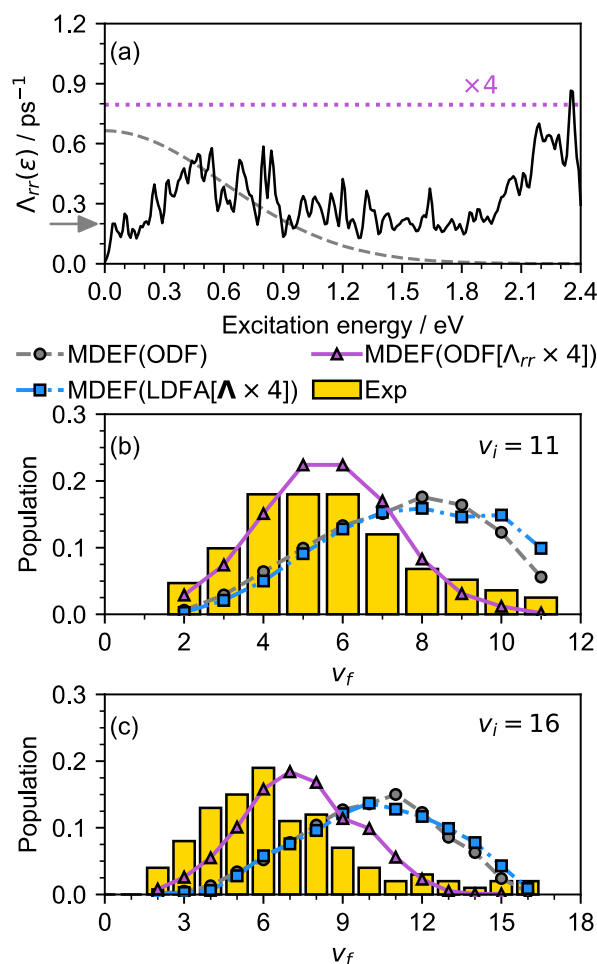 (a)
×4
Λrr(ε) / ps⁻¹
1.2
0.9
0.6
0.3
0.0
0.0 0.3 0.6 0.9 1.2 1.5 1.8 2.1 2.4
Excitation energy / eV
MDEF(ODF) MDEF(ODF[Λrr × 4])
MDEF(LDFA[Λ × 4]) Exp
(b)
vi = 11
Population
0.3
0.2
0.1
0.0
0 2 4 6 8 10 12
vf
(c)
vi = 16
Population
0.3
0.2
0.1
0.0
0 3 6 9 12 15 18
vf